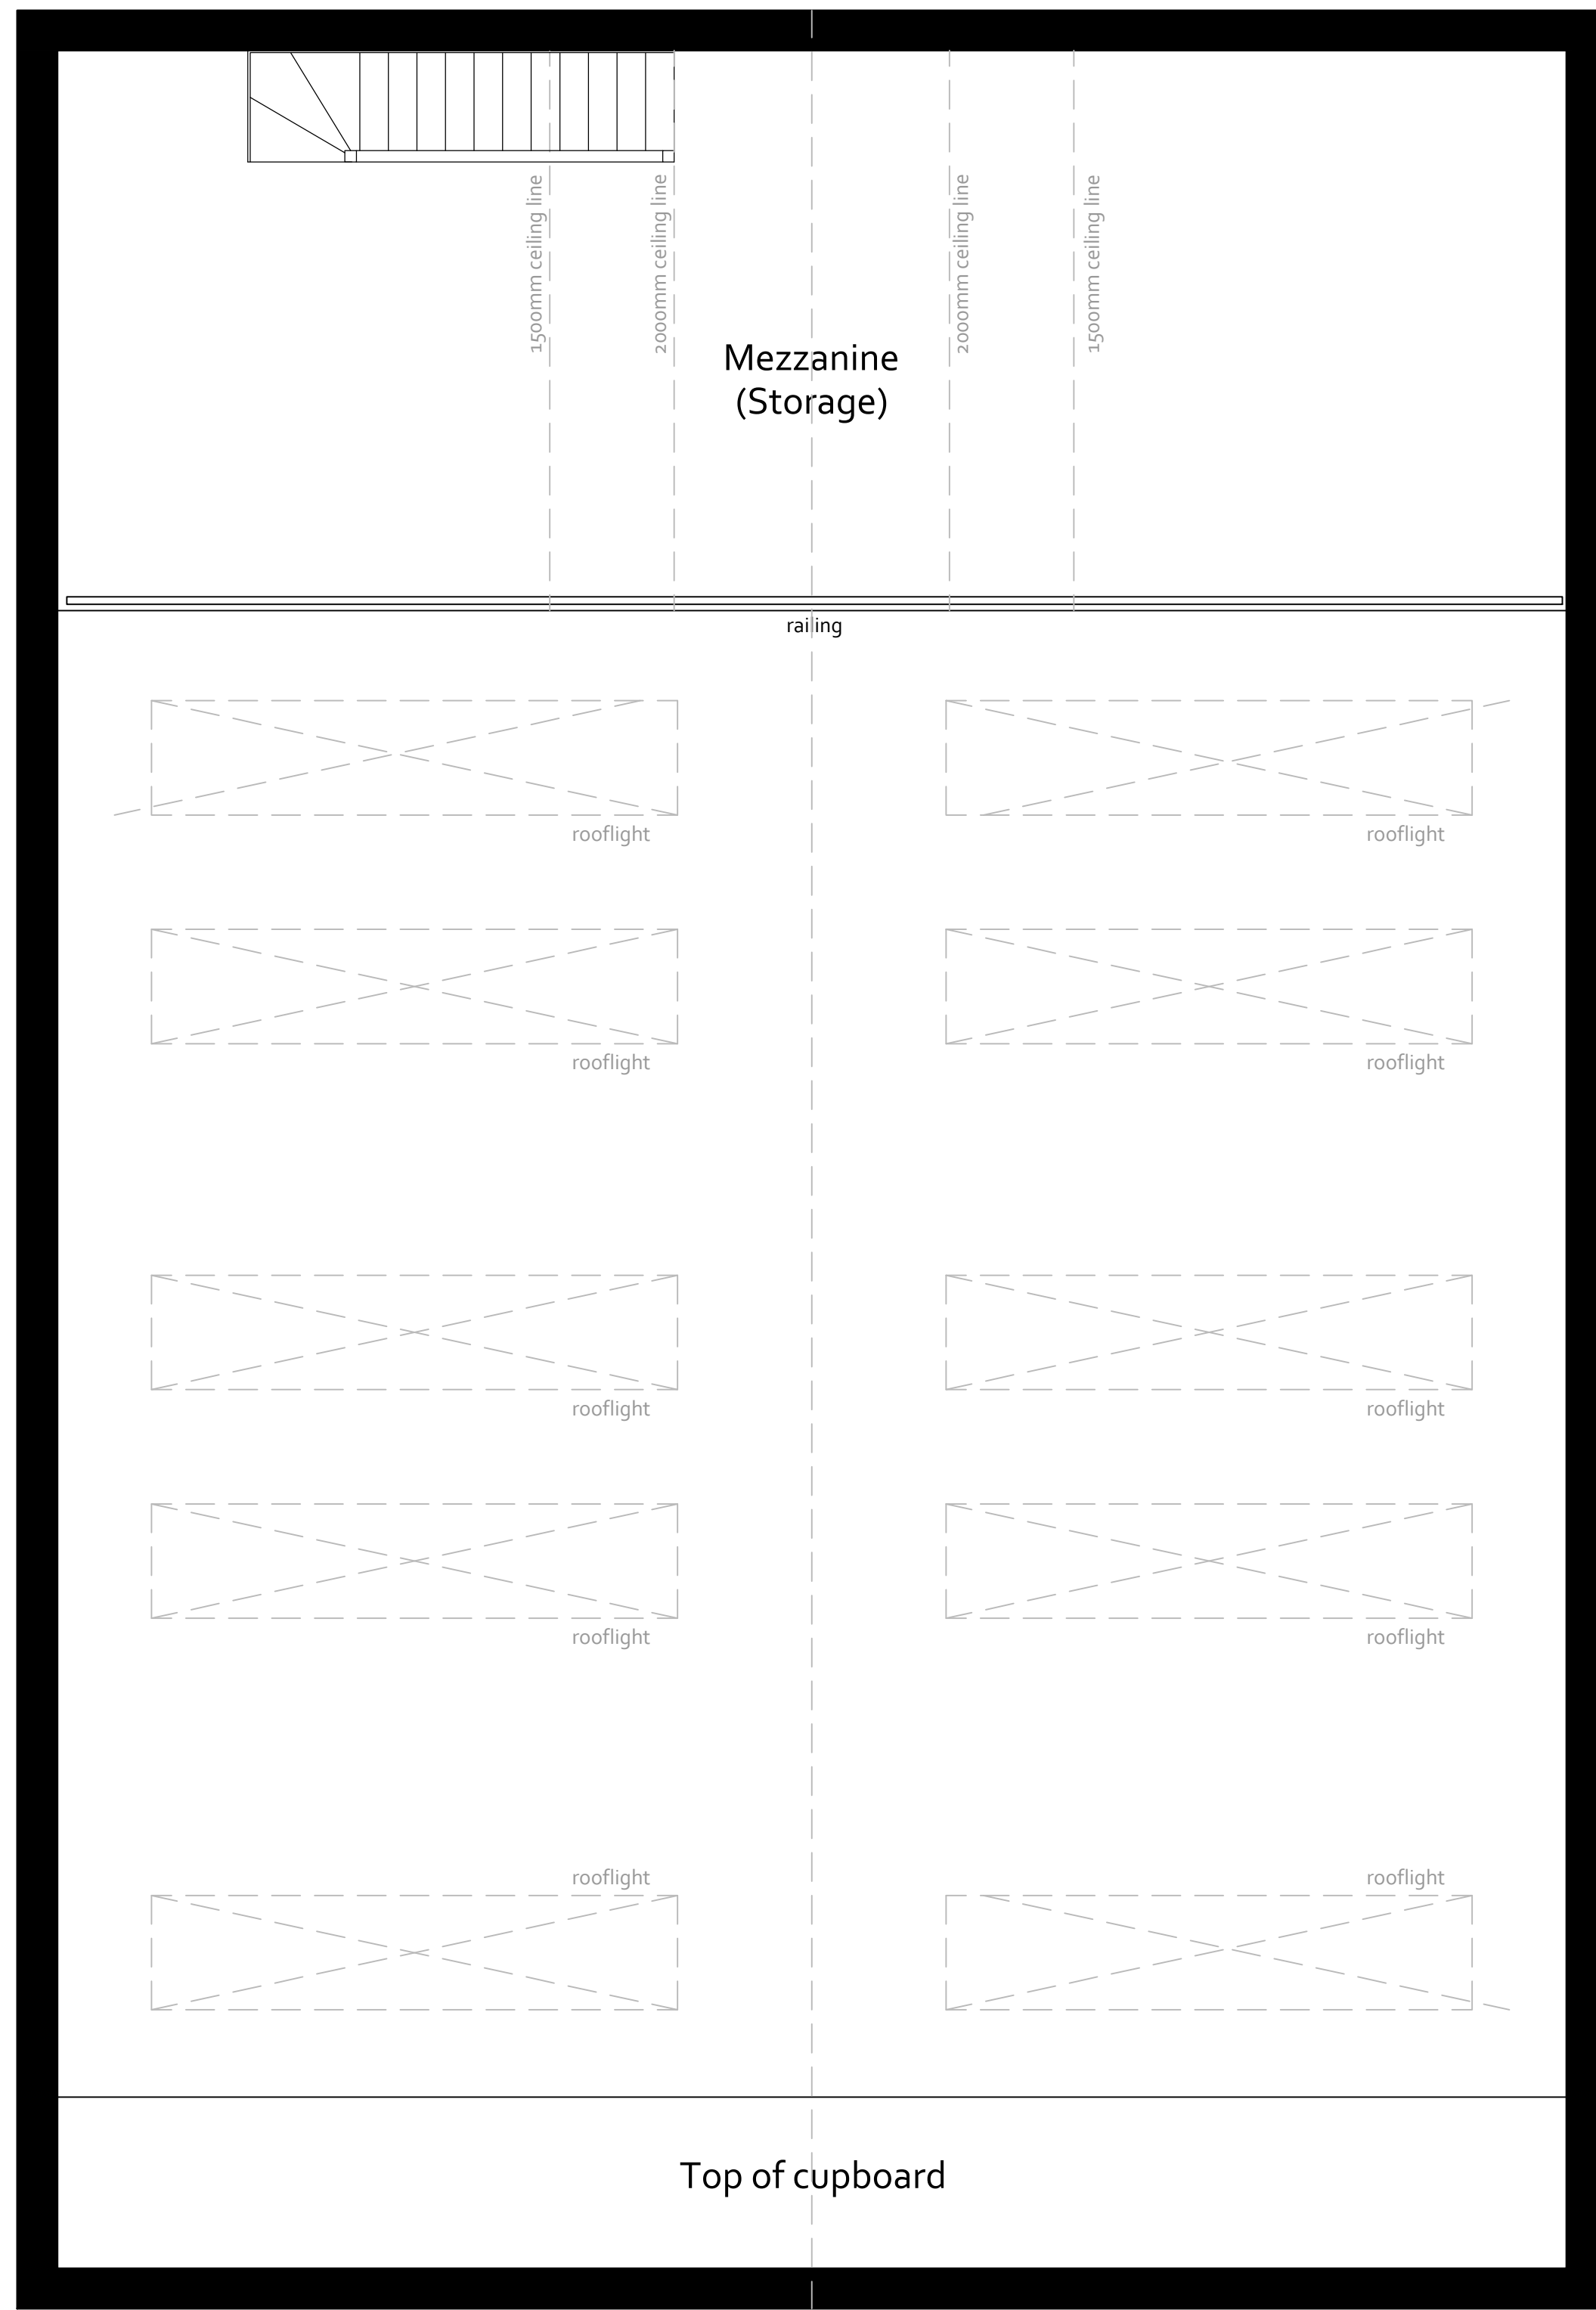 1500mm ceiling line
2000mm ceiling line
2000mm ceiling line
1500mm ceiling line
Mezzanine
(Storage)
railing
rooflight
rooflight
rooflight
rooflight
rooflight
rooflight
rooflight
rooflight
rooflight
rooflight
Top of cupboard